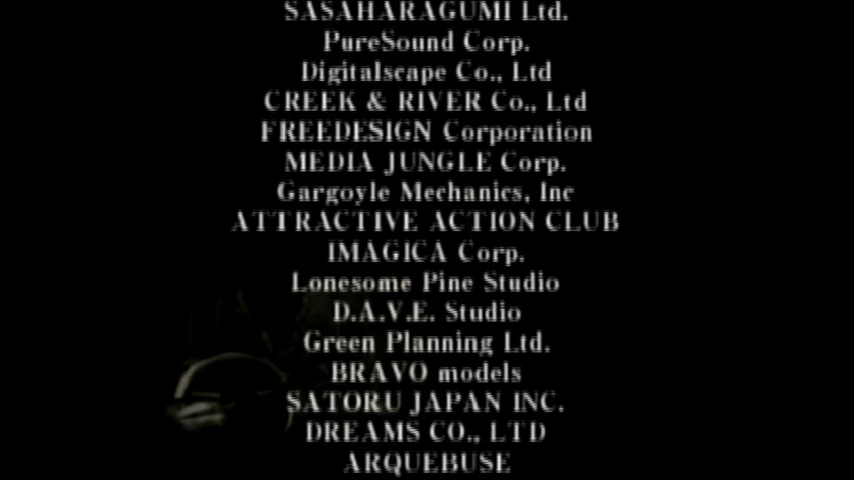 SASAHARAGUMI Ltd.
PureSound Corp.
Digitalscape Co., Ltd
CREEK & RIVER Co., Ltd
FREEDESIGN Corporation
MEDIA JUNGLE Corp.
Gargoyle Mechanics, Inc
ATTRACTIVE ACTION CLUB
IMAGICA Corp.
Lonesome Pine Studio
D.A.V.E. Studio
Green Planning Ltd.
BRAVO models
SATORU JAPAN INC.
DREAMS CO., LTD
ARQUEBUSE